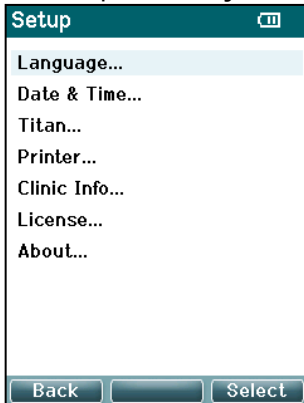 Setup
Language...
Date & Time...
Titan...
Printer...
Clinic Info...
License...
About...
Back
Select